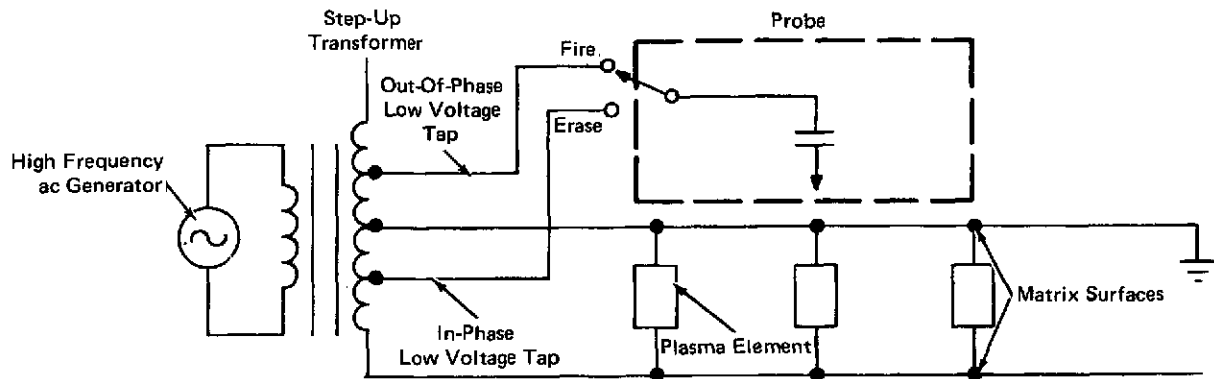 Step-Up
Transformer
Probe
Fire
Out-Of-Phase
Low Voltage
Tap
Erase
High Frequency
ac Generator
Matrix Surfaces
In-Phase
Low Voltage Tap
Plasma Element